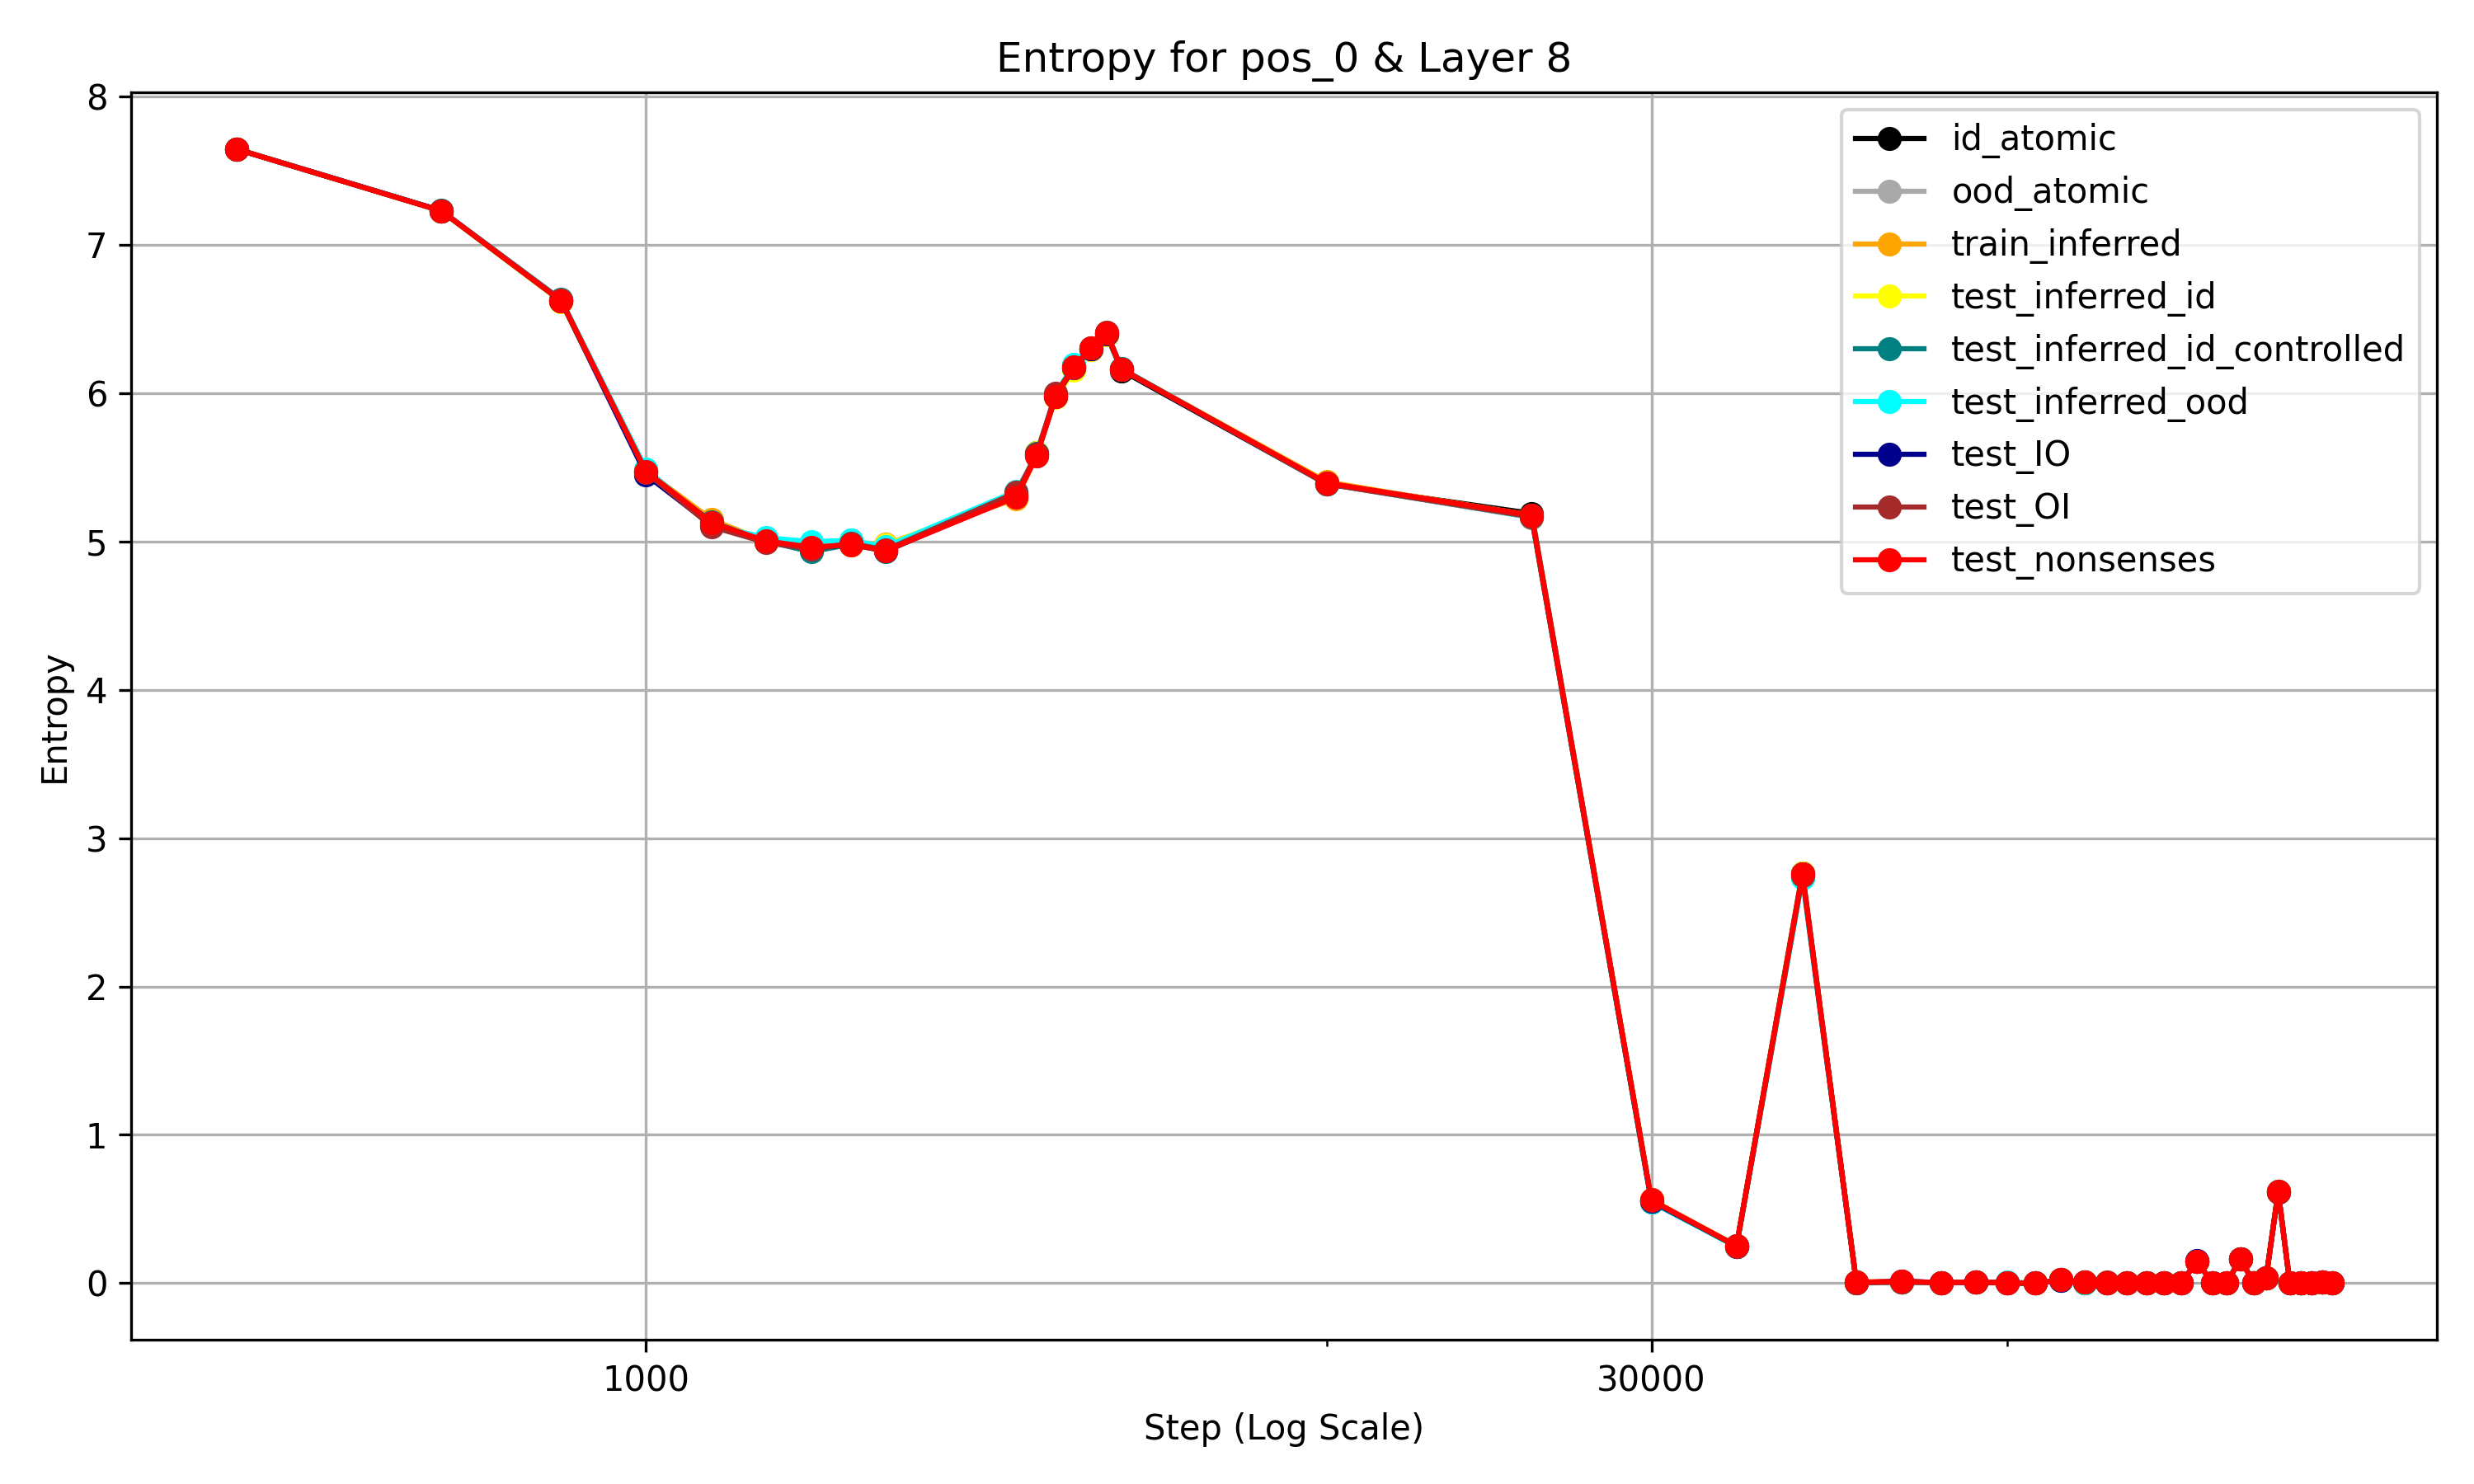 Entropy for pos_0 & Layer 8
8
7
6
5
4
3
2
1
0
Entropy
1000
30000
Step (Log Scale)
id_atomic
ood_atomic
train_inferred
test_inferred_id
test_inferred_id_controlled
test_inferred_ood
test_IO
test_OI
test_nonsenses